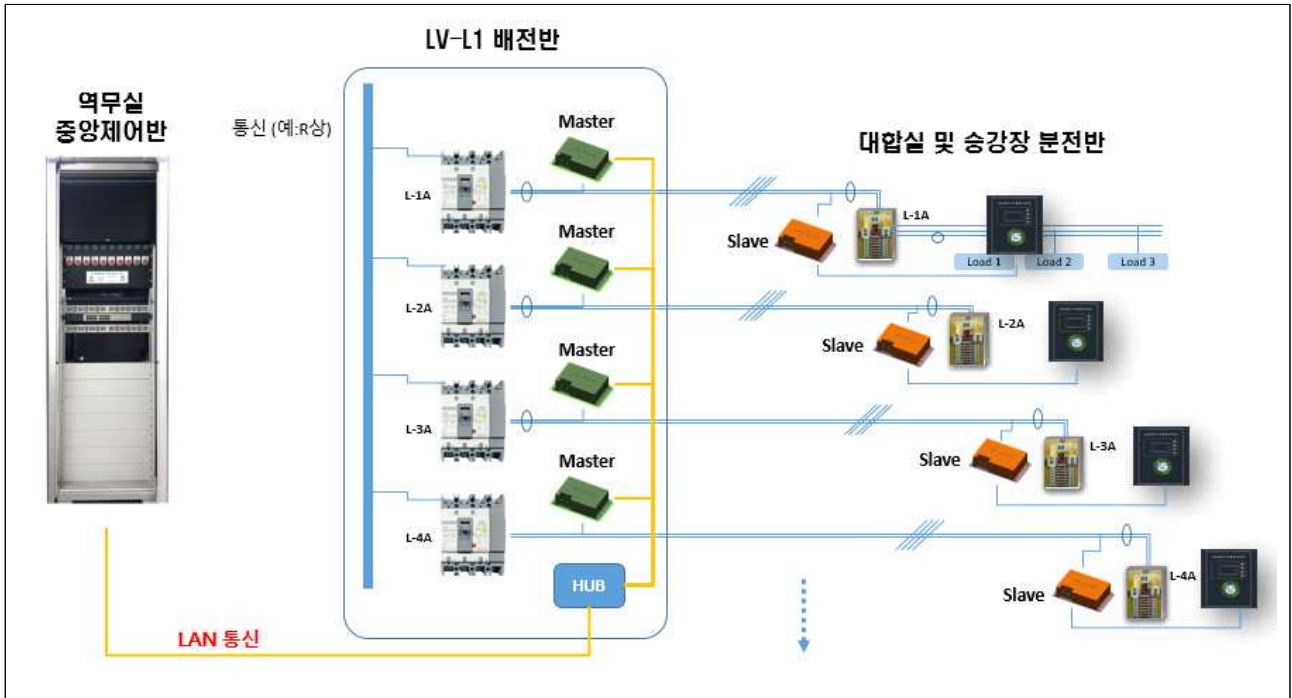 LV-L1 배전반
역무실
중앙제어반
통신 (예:R상)
대합실 및 승강장 분전반
Master
L-1A
Slave
L-1A
Load 1
Load 2
Load 3
Master
L-2A
Slave
L-2A
Master
L-3A
Slave
L-3A
Master
L-4A
Slave
L-4A
HUB
LAN 통신